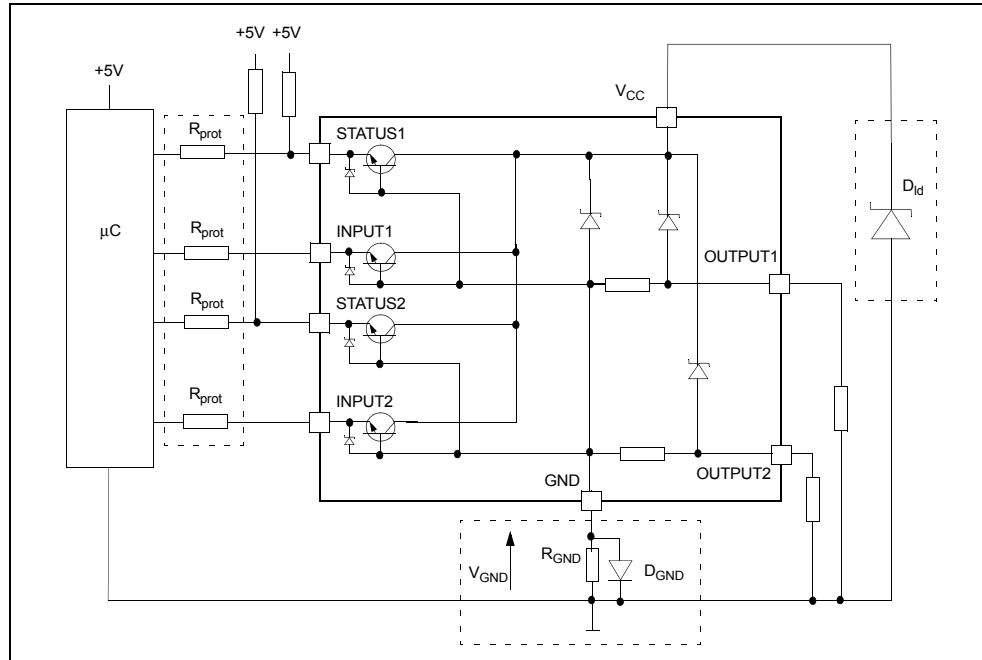 +5V
+5V
+5V
VCC
Rprot
STATUS1
Dld
μC
Rprot
INPUT1
OUTPUT1
Rprot
STATUS2
Rprot
INPUT2
OUTPUT2
GND
RGND
VGND
DGND